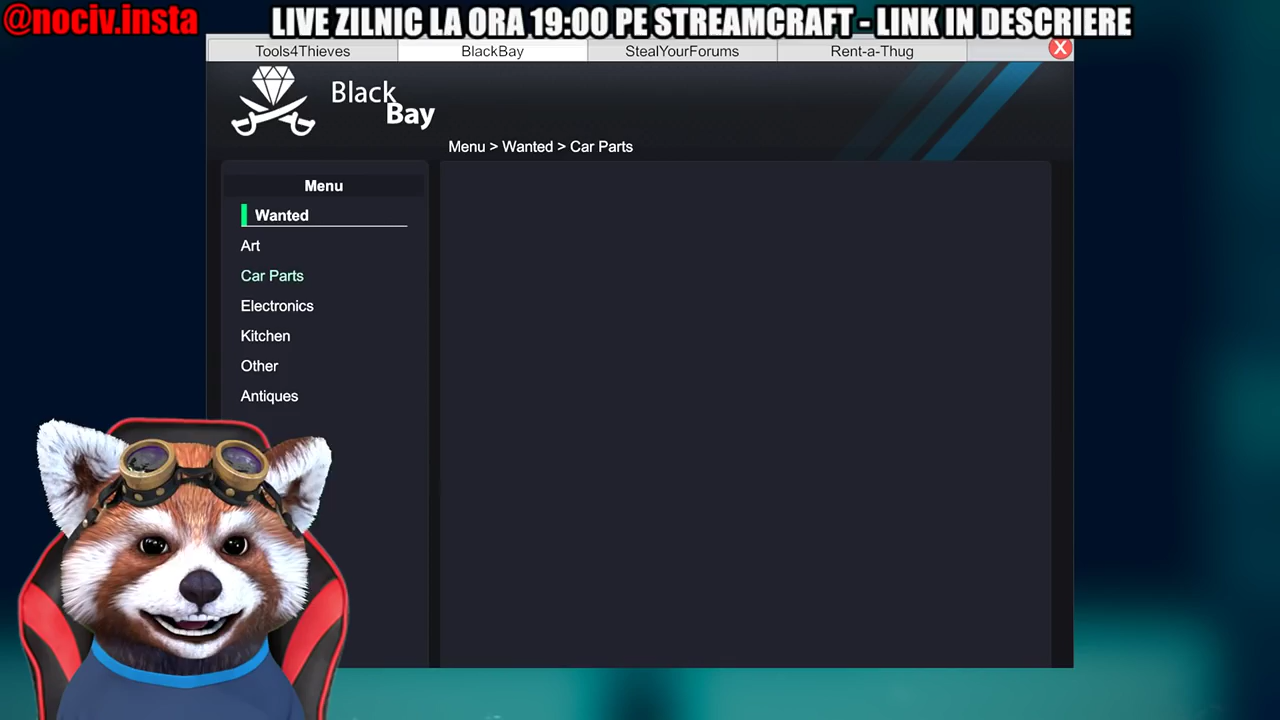 @nociv.insta
LIVE ZILNIC LA ORA 19:00 PE STREAMCRAFT - LINK IN DESCRIERE
Tools4Thieves
BlackBay
StealYourForums
Rent-a-Thug
X
Black
Bay
Menu > Wanted > Car Parts
Menu
Wanted
Art
Car Parts
Electronics
Kitchen
Other
Antiques